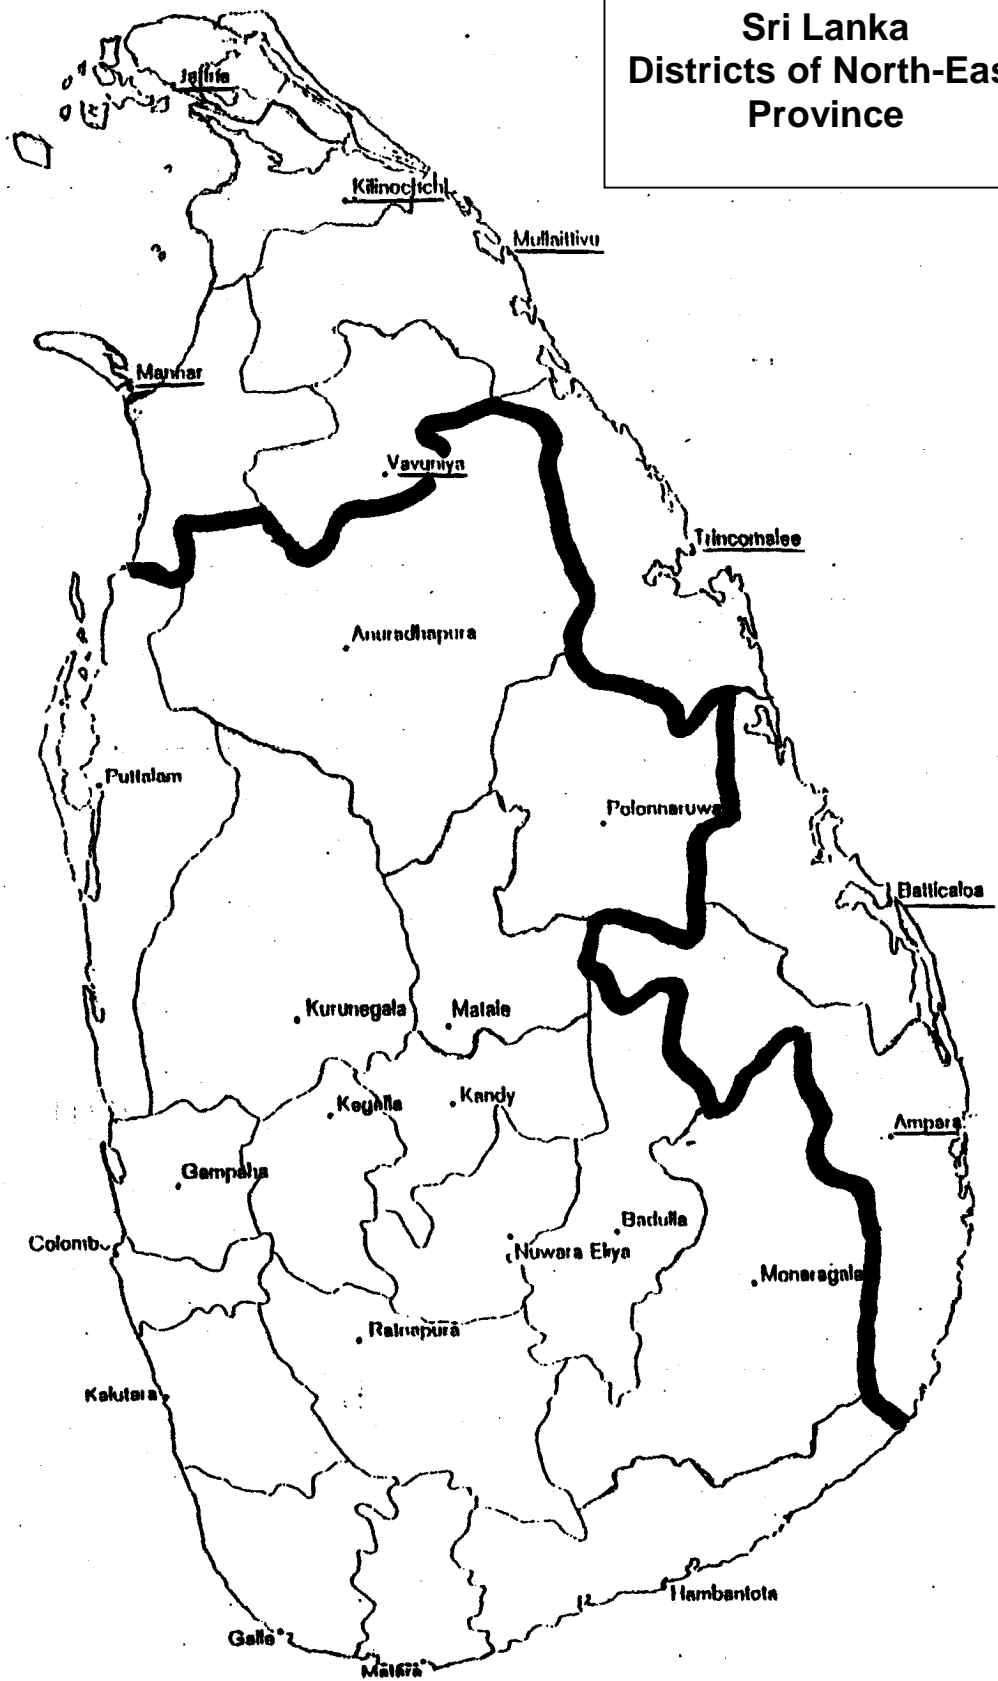 Sri Lanka
Districts of North-Eas
Province
Jaffna
Kilinochchi
Mullaittivu
Mannar
Vavuniya
Trincomalee
Anuradhapura
Puttalam
Polonnaruwa
Batticaloa
Kurunegala
Matale
Kegalla
Kandy
Ampara
Gampaha
Badulla
Colombo
Nuwara Eliya
Monaragala
Ratnapura
Kalutara
Hambantota
Galle
Matara